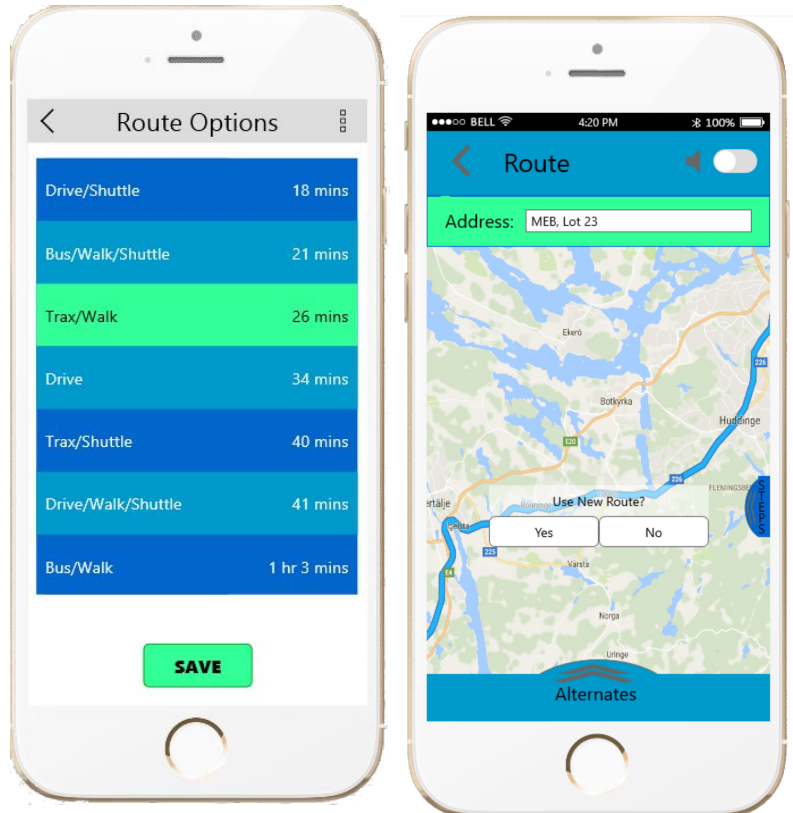 Route Options
Drive/Shuttle 18 mins
Bus/Walk/Shuttle 21 mins
Trax/Walk 26 mins
Drive 34 mins
Trax/Shuttle 40 mins
Drive/Walk/Shuttle 41 mins
Bus/Walk 1 hr 3 mins
SAVE
BELL 4:20 PM 100%
Route
Address: MEB, Lot 23
Ekerö
226
Botkyrka
Huddinge
E20
226
FLEMINGSBE
STEPS
ertälje
Use New Route?
Yes No
225
Vårsta
E4
Norga
Uringe
Alternates